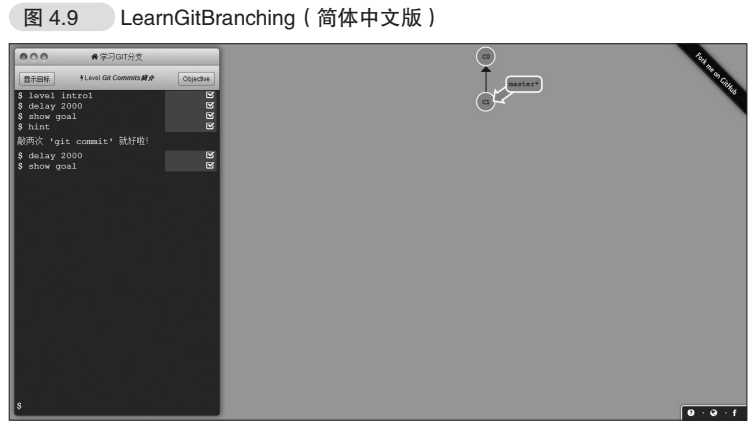 图 4.9 LearnGitBranching（简体中文版）
学习GIT分支
显示目标 Level Git Commits紹介 Objective
$ level intro1
$ delay 2000
$ show goal
$ hint
敲两次 'git commit' 就好啦!
$ delay 2000
$ show goal
$
C0
master*
C1
Fork me on GitHub